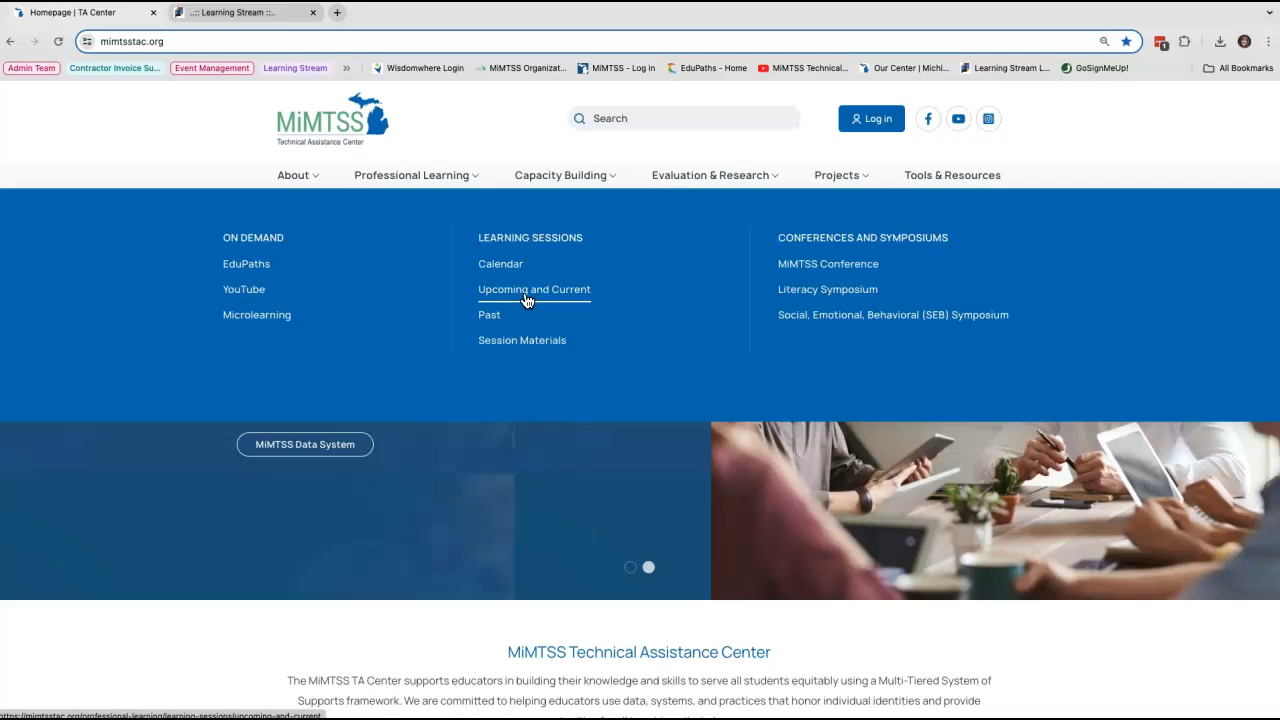 Homepage | TA Center
..:: Learning Stream ::..
mimtsstac.org
1
Admin Team
Contractor Invoice Su...
Event Management
Learning Stream
Wisdomwhere Login
MiMTSS Organizat...
MiMTSS - Log in
EduPaths - Home
MiMTSS Technical...
Our Center | Michi...
Learning Stream L...
GoSignMeUp!
All Bookmarks
MiMTSS
Technical Assistance Center
Search
Log in
About
Professional Learning
Capacity Building
Evaluation & Research
Projects
Tools & Resources
ON DEMAND
EduPaths
YouTube
Microlearning
LEARNING SESSIONS
Calendar
Upcoming and Current
Past
Session Materials
CONFERENCES AND SYMPOSIUMS
MiMTSS Conference
Literacy Symposium
Social, Emotional, Behavioral (SEB) Symposium
MiMTSS Data System
MiMTSS Technical Assistance Center
The MiMTSS TA Center supports educators in building their knowledge and skills to serve all students equitably using a Multi-Tiered System of
Supports framework. We are committed to helping educators use data, systems, and practices that honor individual identities and provide
https://mimtsstac.org/professional-learning/learning-sessions/upcoming-and-current